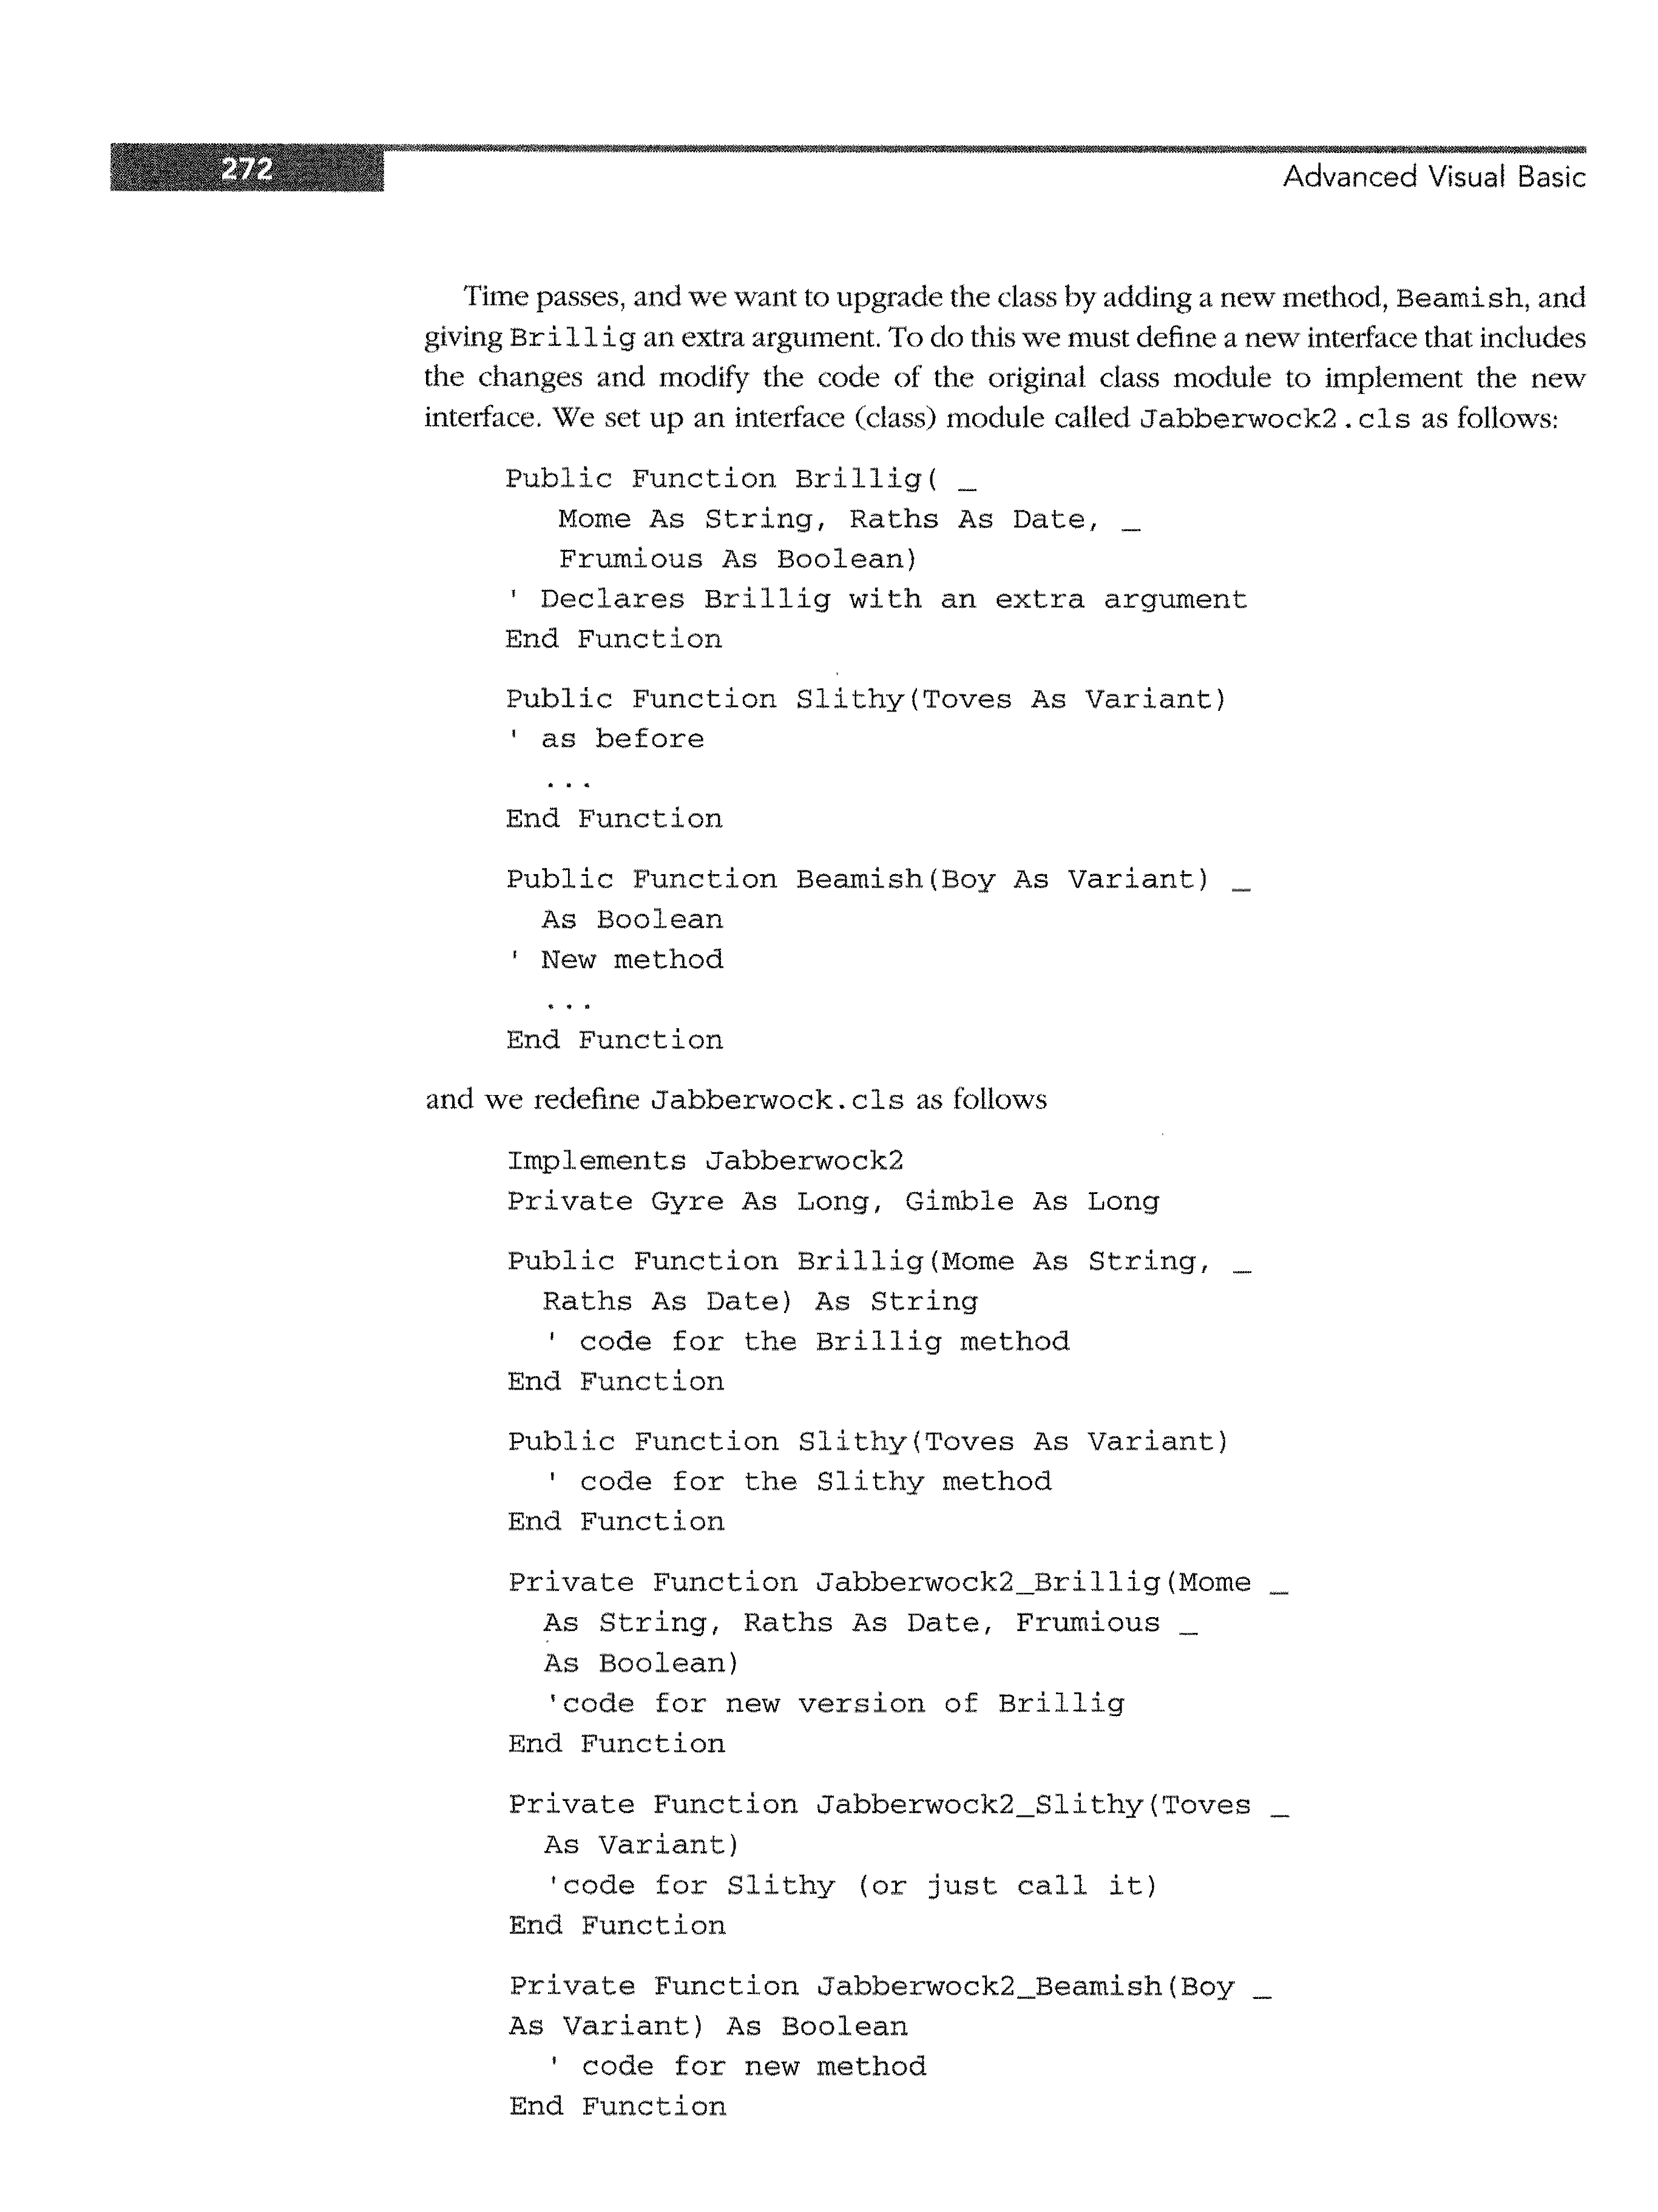 272
Advanced Visual Basic
Time passes, and we want to upgrade the class by adding a new method, Beamish, and
giving Brillig an extra argument. To do this we must define a new interface that includes
the changes and modify the code of the original class module to implement the new
interface. We set up an interface (class) module called Jabberwock2.cls as follows:
Public Function Brillig( _
Mome As String, Raths As Date, _
Frumious As Boolean)
' Declares Brillig with an extra argument
End Function
Public Function Slithy(Toves As Variant)
' as before
...
End Function
Public Function Beamish(Boy As Variant) _
As Boolean
' New method
...
End Function
and we redefine Jabberwock.cls as follows
Implements Jabberwock2
Private Gyre As Long, Gimble As Long
Public Function Brillig(Mome As String, _
Raths As Date) As String
' code for the Brillig method
End Function
Public Function Slithy(Toves As Variant)
' code for the Slithy method
End Function
Private Function Jabberwock2_Brillig(Mome _
As String, Raths As Date, Frumious _
As Boolean)
'code for new version of Brillig
End Function
Private Function Jabberwock2_Slithy(Toves _
As Variant)
'code for Slithy (or just call it)
End Function
Private Function Jabberwock2_Beamish(Boy _
As Variant) As Boolean
' code for new method
End Function